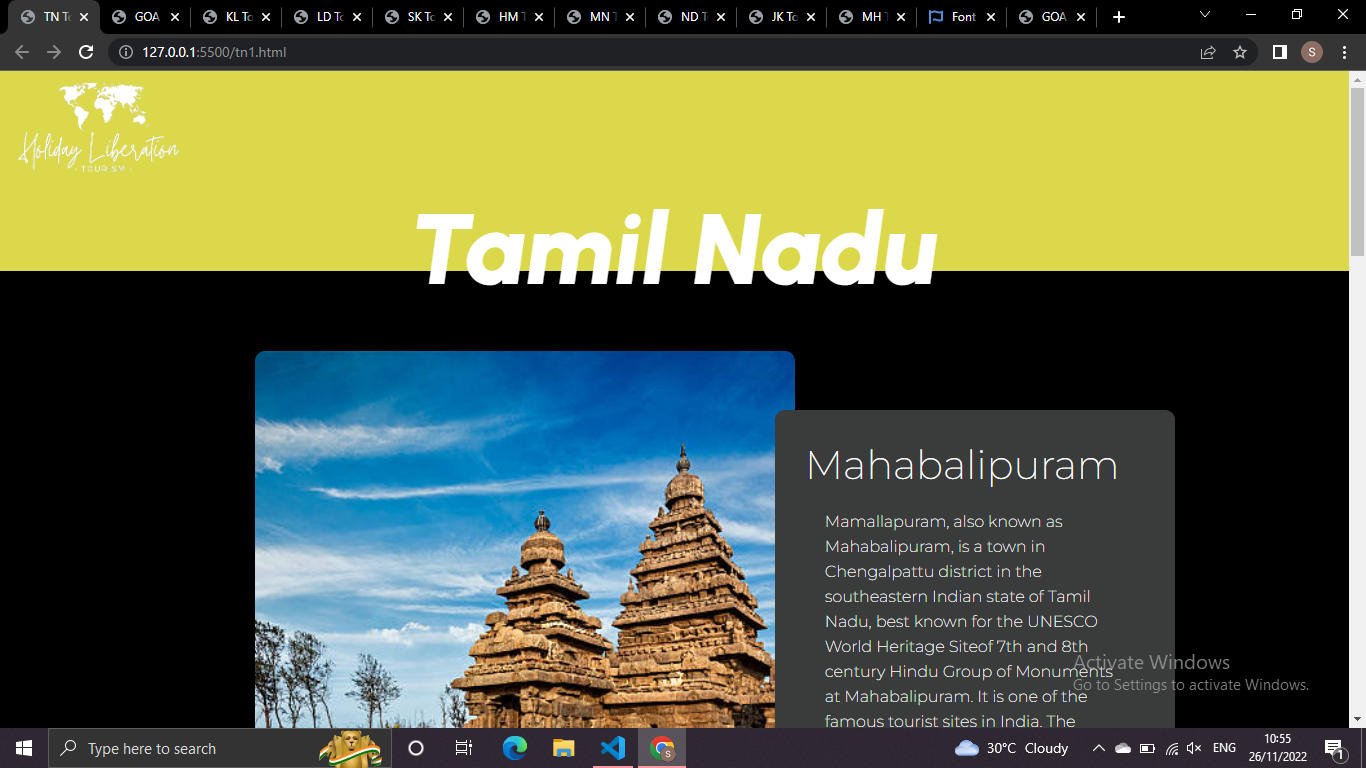 TN To
GOA
KL To
LD To
SK To
HM T
MN T
ND T
JK To
MH T
Font
GOA
127.0.0.1:5500/tn1.html
S
Holiday Liberation
TOURISM
Tamil Nadu
Mahabalipuram
Mamallapuram, also known as
Mahabalipuram, is a town in
Chengalpattu district in the
southeastern Indian state of Tamil
Nadu, best known for the UNESCO
World Heritage Siteof 7th and 8th
century Hindu Group of Monuments
at Mahabalipuram. It is one of the
famous tourist sites in India. The
Activate Windows
Go to Settings to activate Windows.
Type here to search
S
30°C Cloudy
ENG
10:55
26/11/2022
1